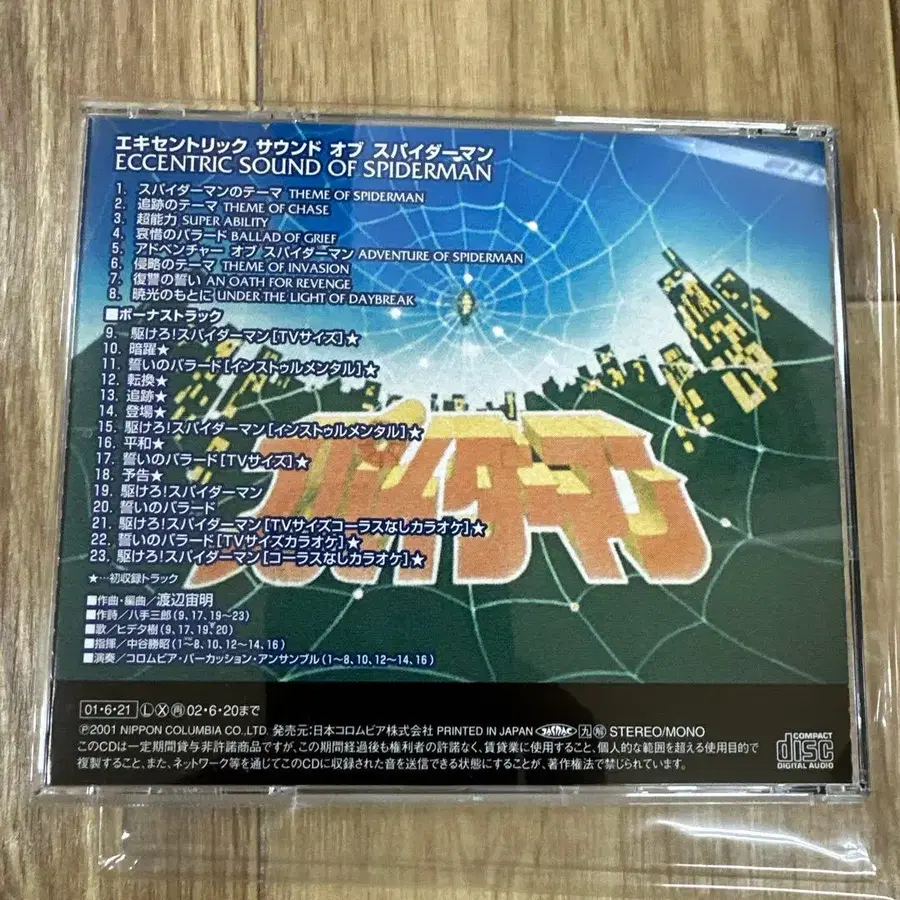 エキセントリック サウンド オブ スパイダーマン
ECCENTRIC SOUND OF SPIDERMAN
1. スパイダーマンのテーマ THEME OF SPIDERMAN
2. 追跡のテーマ THEME OF CHASE
3. 超能力 SUPER ABILITY
4. 哀惜のバラード BALLAD OF GRIEF
5. アドベンチャー オブ スパイダーマン ADVENTURE OF SPIDERMAN
6. 侵略のテーマ THEME OF INVASION
7. 復讐の誓い AN OATH FOR REVENGE
8. 暁光のもとに UNDER THE LIGHT OF DAYBREAK
■ボーナストラック
9. 駆けろ!スパイダーマン[TVサイズ]★
10. 暗躍★
11. 誓いのバラード[インストゥルメンタル]★
12. 転換★
13. 追跡★
14. 登場★
15. 駆けろ!スパイダーマン[インストゥルメンタル]★
16. 平和★
17. 誓いのバラード[TVサイズ]★
18. 予告★
19. 駆けろ!スパイダーマン
20. 誓いのバラード
21. 駆けろ!スパイダーマン[TVサイズコーラスなしカラオケ]★
22. 誓いのバラード[TVサイズカラオケ]★
23. 駆けろ!スパイダーマン[コーラスなしカラオケ]★
★…初収録トラック
■作曲・編曲/渡辺宙明
■作詩/八手三郎(9、17、19〜23)
■歌/ヒデ夕樹(9、17、19、20)
■指揮/中谷勝昭(1〜8、10、12〜14、16)
■演奏/コロムビア・パーカッション・アンサンブル(1〜8、10、12〜14、16)
スパイダーマン
01・6・21 Ⓛ Ⓧ ㊂ 02・6・20まで
Ⓟ2001 NIPPON COLUMBIA CO.,LTD. 発売元:日本コロムビア株式会社 PRINTED IN JAPAN JASRAC 九 解 STEREO/MONO
このCDは一定期間貸与非許諾商品ですが、この期間経過後も権利者の許諾なく、賃貸業に使用すること、個人的な範囲を超える使用目的で
複製すること、また、ネットワーク等を通じてこのCDに収録された音を送信できる状態にすることが、著作権法で禁じられています。
COMPACT
disc
DIGITAL AUDIO